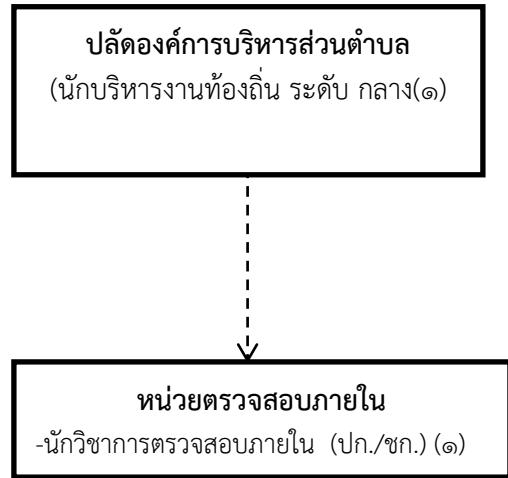 ปลัดองค์การบริหารส่วนตำบล
(นักบริหารงานท้องถิ่น ระดับ กลาง(๑)
หน่วยตรวจสอบภายใน
-นักวิชาการตรวจสอบภายใน (ปก./ชก.) (๑)